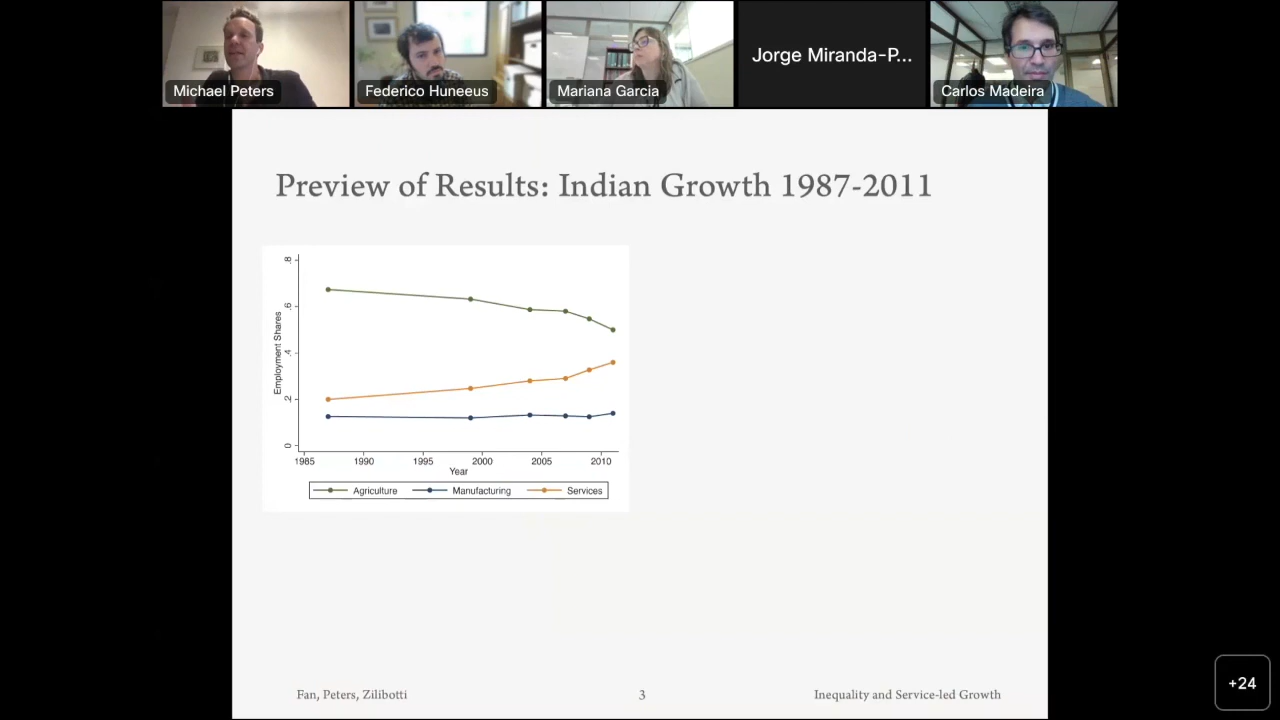 Michael Peters
Federico Huneeus
Mariana Garcia
Jorge Miranda-P...
Carlos Madeira
Preview of Results: Indian Growth 1987-2011
Employment Shares
.8
.6
.4
.2
0
1985 1990 1995 2000 2005 2010
Year
Agriculture Manufacturing Services
Fan, Peters, Zilibotti 3 Inequality and Service-led Growth
+24